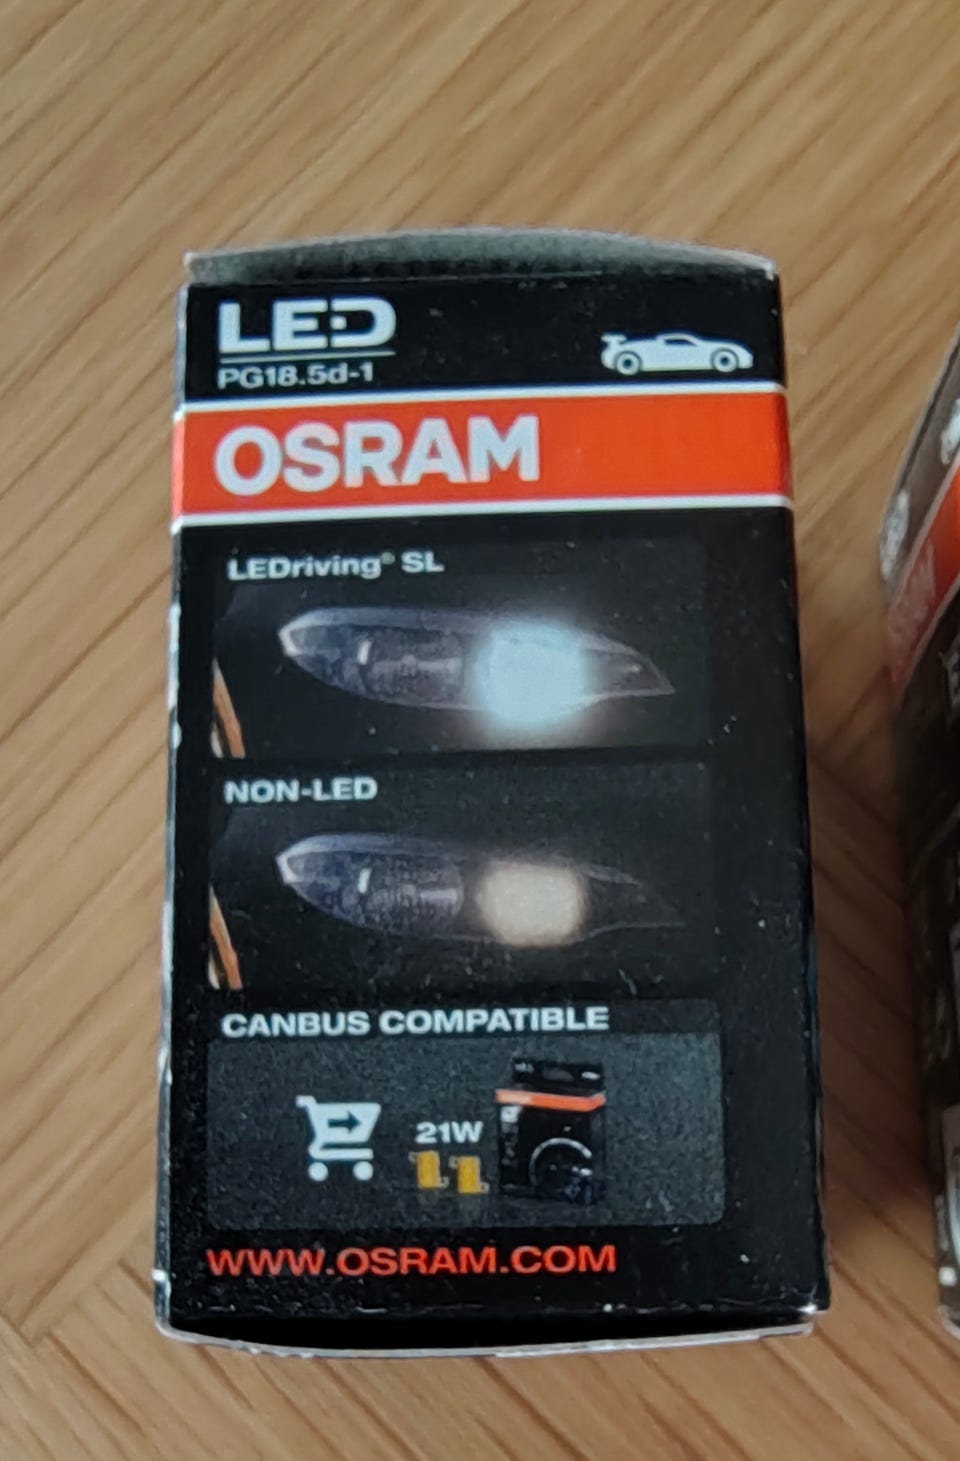 LED
PG18.5d-1
OSRAM
LEDriving® SL
NON-LED
CANBUS COMPATIBLE
21W
WWW.OSRAM.COM